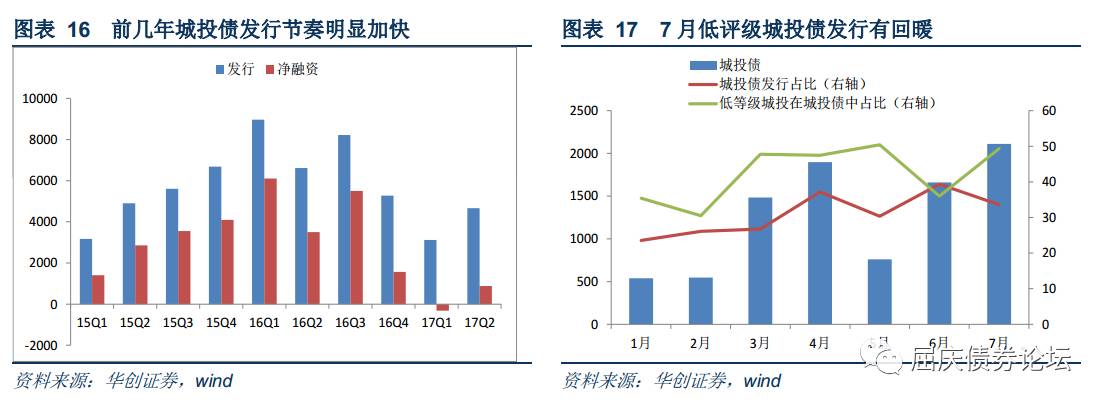 图表 16 前几年城投债发行节奏明显加快
发行 净融资
10000
8000
6000
4000
2000
0
-2000
15Q1 15Q2 15Q3 15Q4 16Q1 16Q2 16Q3 16Q4 17Q1 17Q2
资料来源：华创证券，wind
图表 17 7月低评级城投债发行有回暖
城投债
城投债发行占比（右轴）
低等级城投在城投债中占比（右轴）
2500 60
2000 50
1500 40
1000 30
500 20
0 10
0
1月 2月 3月 4月 5月 6月 7月
资料来源：华创证券，wind
屈庆债券论坛